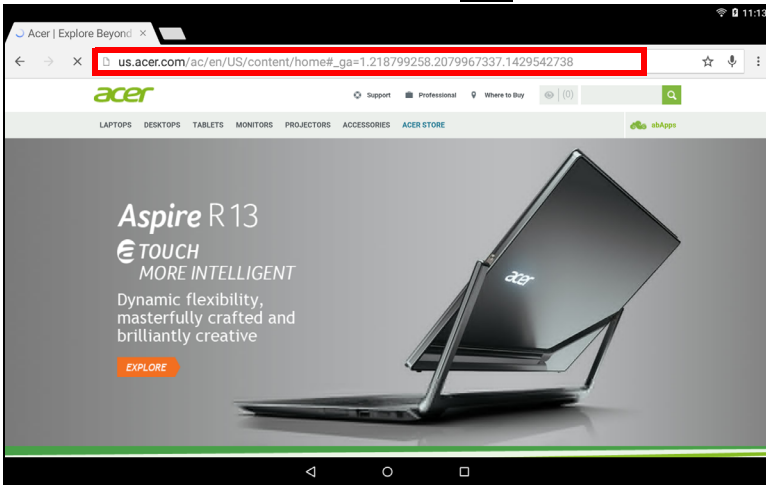 11:13
Acer | Explore Beyond ×
us.acer.com/ac/en/US/content/home#_ga=1.218799258.2079967337.1429542738
acer
Support Professional Where to Buy (0)
LAPTOPS DESKTOPS TABLETS MONITORS PROJECTORS ACCESSORIES ACER STORE abApps
Aspire R 13
TOUCH
MORE INTELLIGENT
Dynamic flexibility,
masterfully crafted and
brilliantly creative
EXPLORE
acer